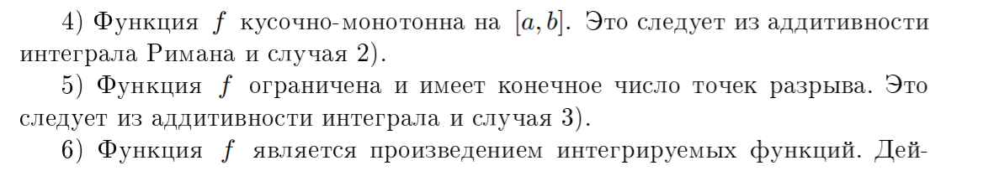 4) Функция f кусочно-монотонна на [a, b]. Это следует из аддитивности
интеграла Римана и случая 2).
5) Функция f ограничена и имеет конечное число точек разрыва. Это
следует из аддитивности интеграла и случая 3).
6) Функция f является произведением интегрируемых функций. Дей-